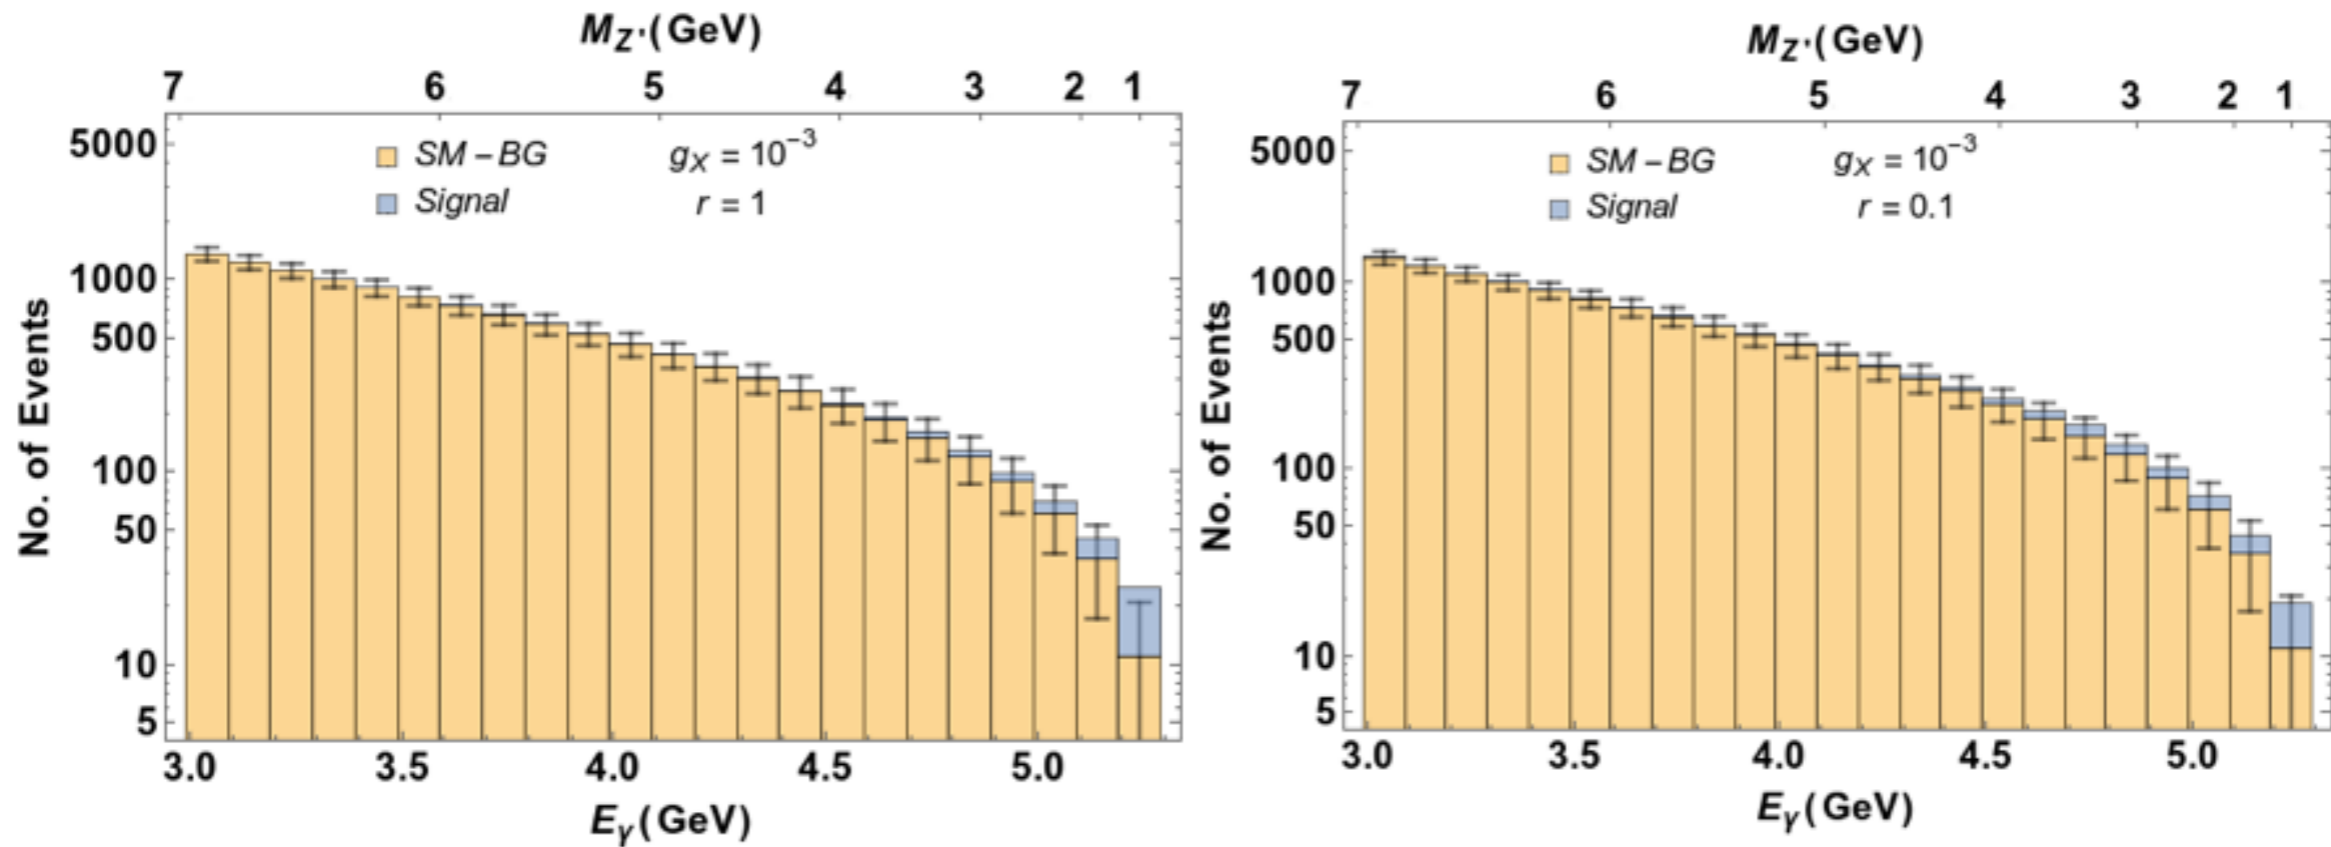 M_Z'(GeV)
7 6 5 4 3 2 1
SM-BG g_X = 10^-3
Signal r = 1
5000
1000
500
100
50
10
5
No. of Events
3.0 3.5 4.0 4.5 5.0
E_γ(GeV)
M_Z'(GeV)
7 6 5 4 3 2 1
SM-BG g_X = 10^-3
Signal r = 0.1
5000
1000
500
100
50
10
5
No. of Events
3.0 3.5 4.0 4.5 5.0
E_γ(GeV)